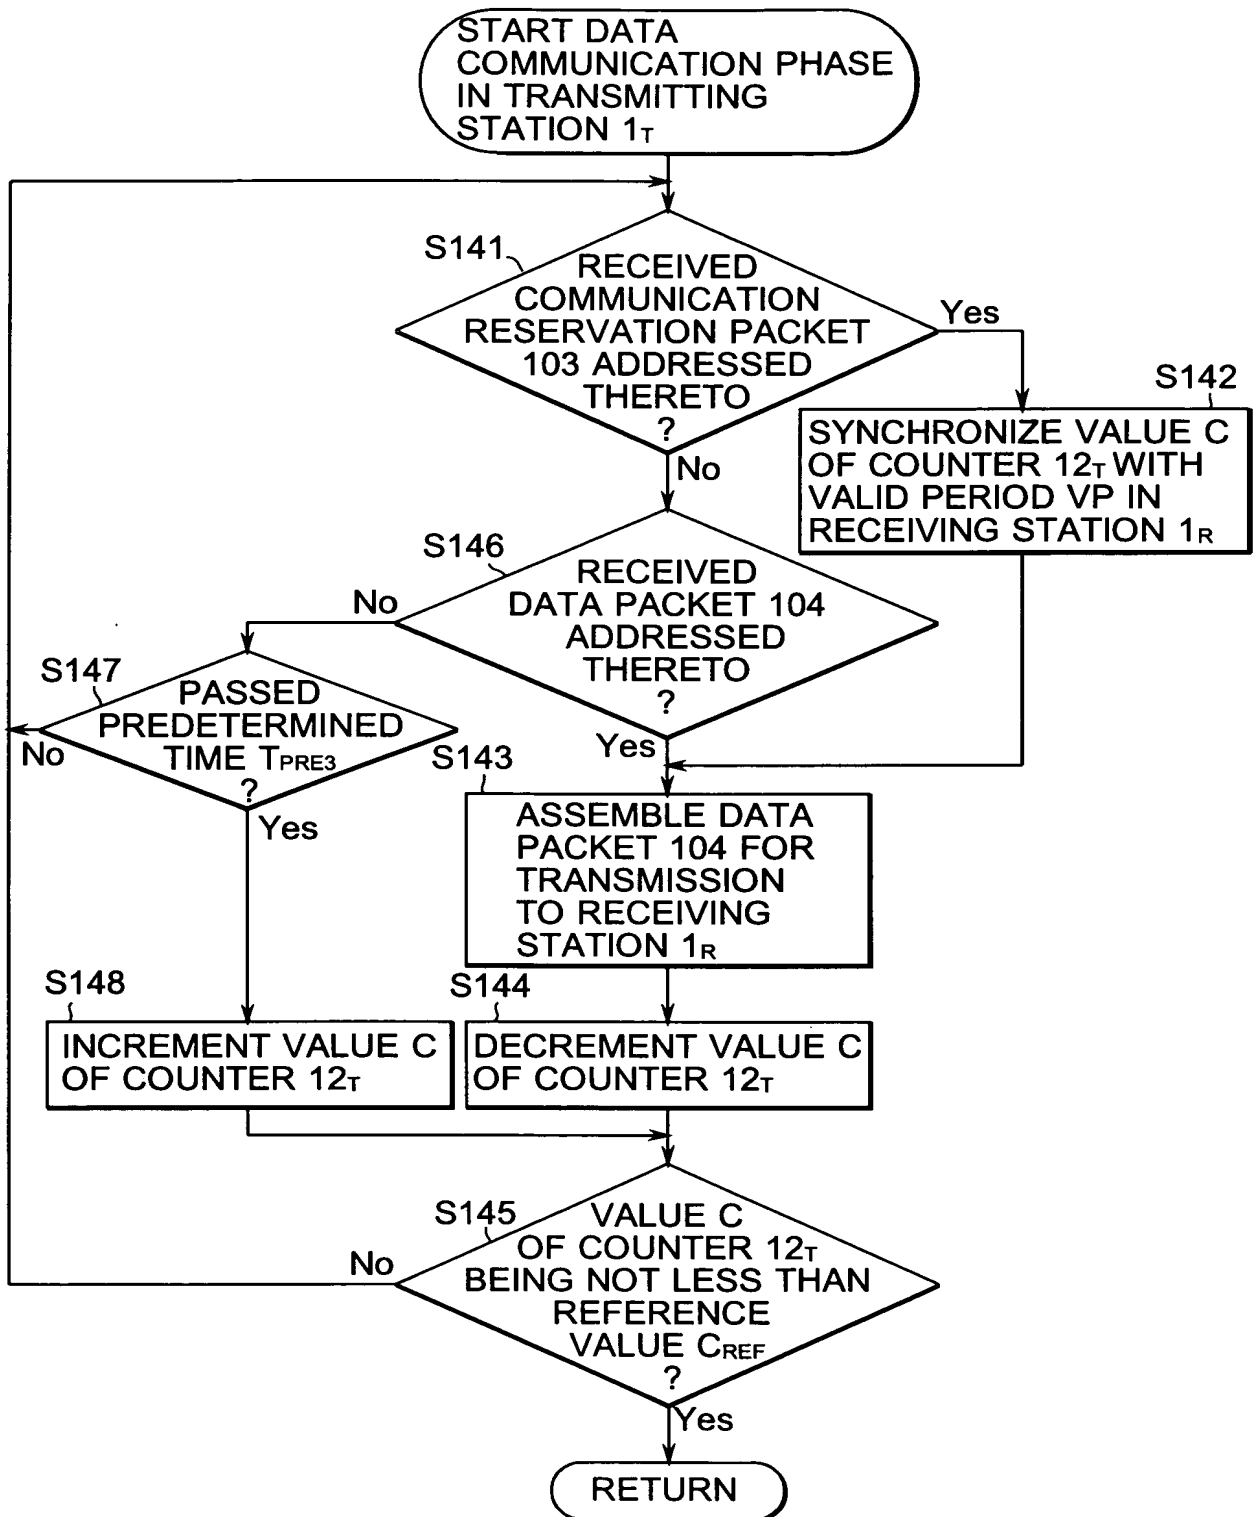 START DATA
COMMUNICATION PHASE
IN TRANSMITTING
STATION 1T
S141
RECEIVED
COMMUNICATION
RESERVATION PACKET
103 ADDRESSED
THERETO
?
Yes
No
S142
SYNCHRONIZE VALUE C
OF COUNTER 12T WITH
VALID PERIOD VP IN
RECEIVING STATION 1R
S146
RECEIVED
DATA PACKET 104
ADDRESSED
THERETO
?
No
Yes
S147
PASSED
PREDETERMINED
TIME TPRE3
?
No
Yes
S143
ASSEMBLE DATA
PACKET 104 FOR
TRANSMISSION
TO RECEIVING
STATION 1R
S148
INCREMENT VALUE C
OF COUNTER 12T
S144
DECREMENT VALUE C
OF COUNTER 12T
S145
VALUE C
OF COUNTER 12T
BEING NOT LESS THAN
REFERENCE
VALUE CREF
?
No
Yes
RETURN